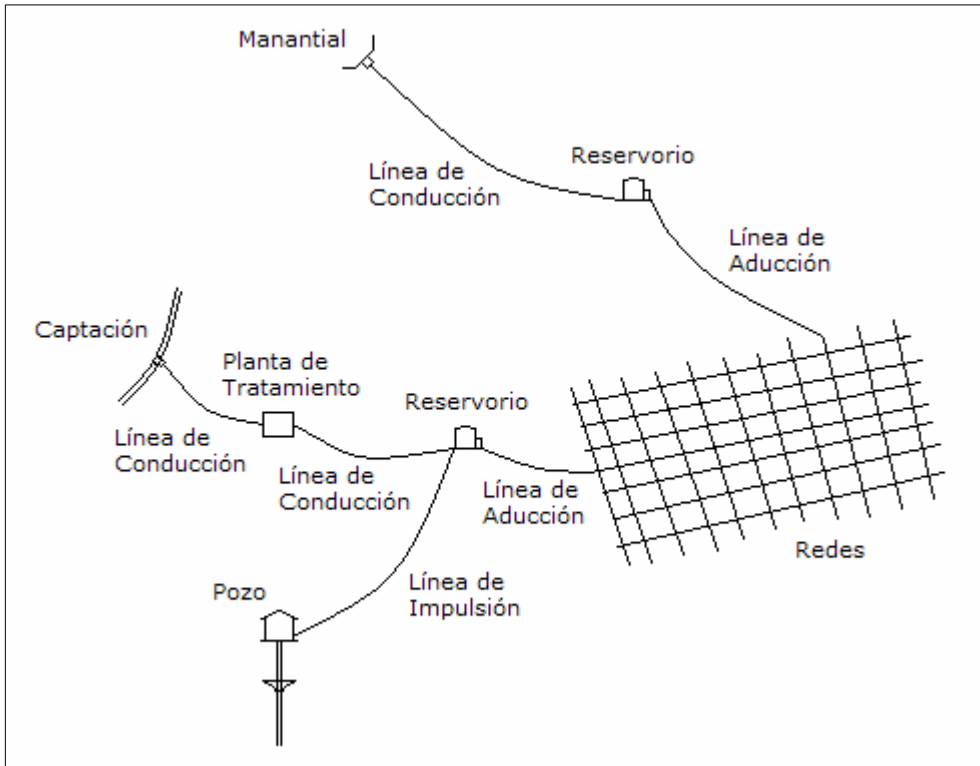 Manantial
Línea de
Conducción
Reservorio
Línea de
Aducción
Captación
Línea de
Conducción
Planta de
Tratamiento
Línea de
Conducción
Reservorio
Línea de
Aducción
Redes
Pozo
Línea de
Impulsión